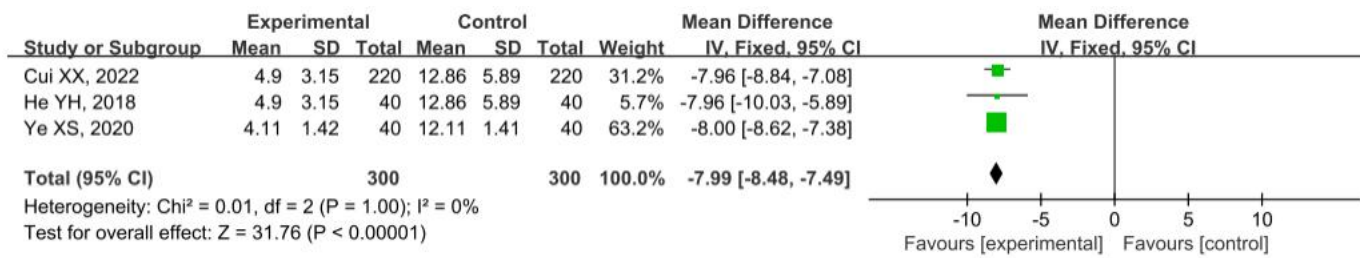 Experimental Control Mean Difference Mean Difference
Study or Subgroup Mean SD Total Mean SD Total Weight IV, Fixed, 95% CI IV, Fixed, 95% CI
Cui XX, 2022 4.9 3.15 220 12.86 5.89 220 31.2% -7.96 [-8.84, -7.08]
He YH, 2018 4.9 3.15 40 12.86 5.89 40 5.7% -7.96 [-10.03, -5.89]
Ye XS, 2020 4.11 1.42 40 12.11 1.41 40 63.2% -8.00 [-8.62, -7.38]
Total (95% CI) 300 300 100.0% -7.99 [-8.48, -7.49]
Heterogeneity: Chi² = 0.01, df = 2 (P = 1.00); I² = 0%
Test for overall effect: Z = 31.76 (P < 0.00001)
-10 -5 0 5 10
Favours [experimental] Favours [control]